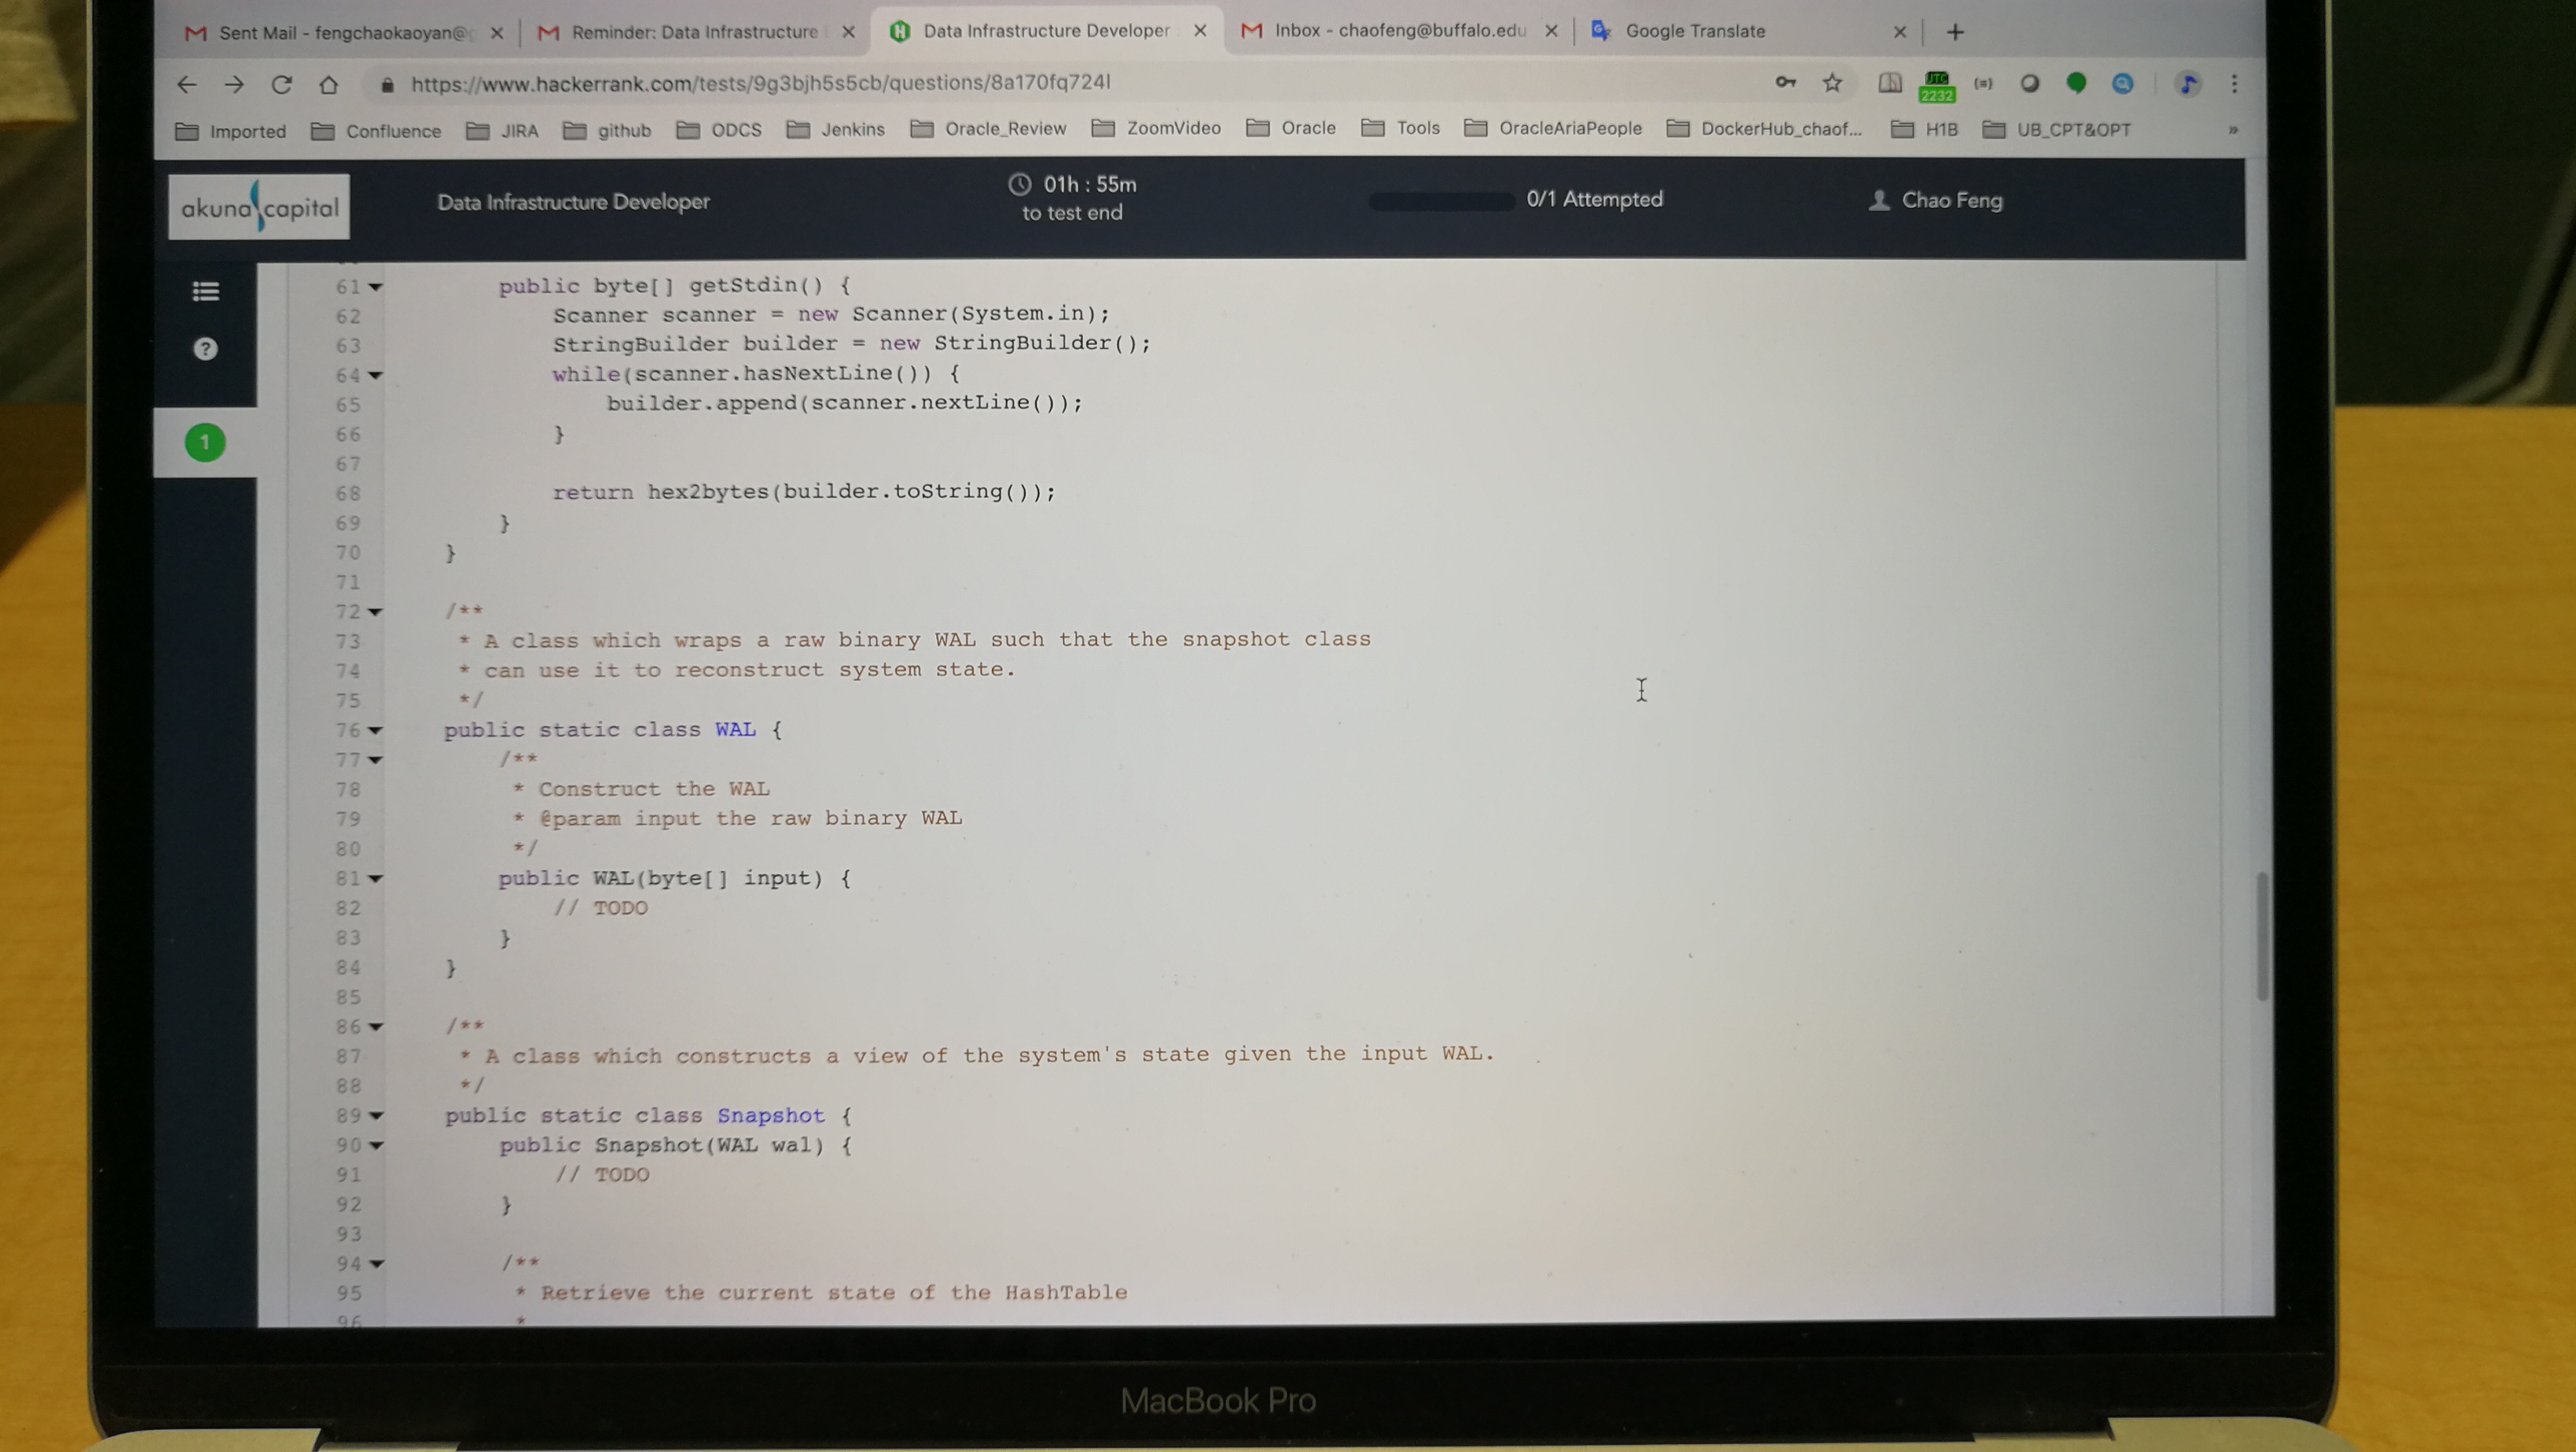 Sent Mail - fengchaokaoyan@
Reminder: Data Infrastructure
Data Infrastructure Developer
Inbox - chaofeng@buffalo.edu
Google Translate
https://www.hackerrank.com/tests/9g3bjh5s5cb/questions/8a170fq724l
UTC
2232
Imported Confluence JIRA github ODCS Jenkins Oracle_Review ZoomVideo Oracle Tools OracleAriaPeople DockerHub_chaof... H1B UB_CPT&OPT »
akuna capital
Data Infrastructure Developer
01h : 55m
to test end
0/1 Attempted
Chao Feng
?
1
61 public byte[] getStdin() {
62 Scanner scanner = new Scanner(System.in);
63 StringBuilder builder = new StringBuilder();
64 while(scanner.hasNextLine()) {
65 builder.append(scanner.nextLine());
66 }
67
68 return hex2bytes(builder.toString());
69 }
70 }
71
72 /**
73 * A class which wraps a raw binary WAL such that the snapshot class
74 * can use it to reconstruct system state.
75 */
76 public static class WAL {
77 /**
78 * Construct the WAL
79 * @param input the raw binary WAL
80 */
81 public WAL(byte[] input) {
82 // TODO
83 }
84 }
85
86 /**
87 * A class which constructs a view of the system's state given the input WAL.
88 */
89 public static class Snapshot {
90 public Snapshot(WAL wal) {
91 // TODO
92 }
93
94 /**
95 * Retrieve the current state of the HashTable
96 *
MacBook Pro